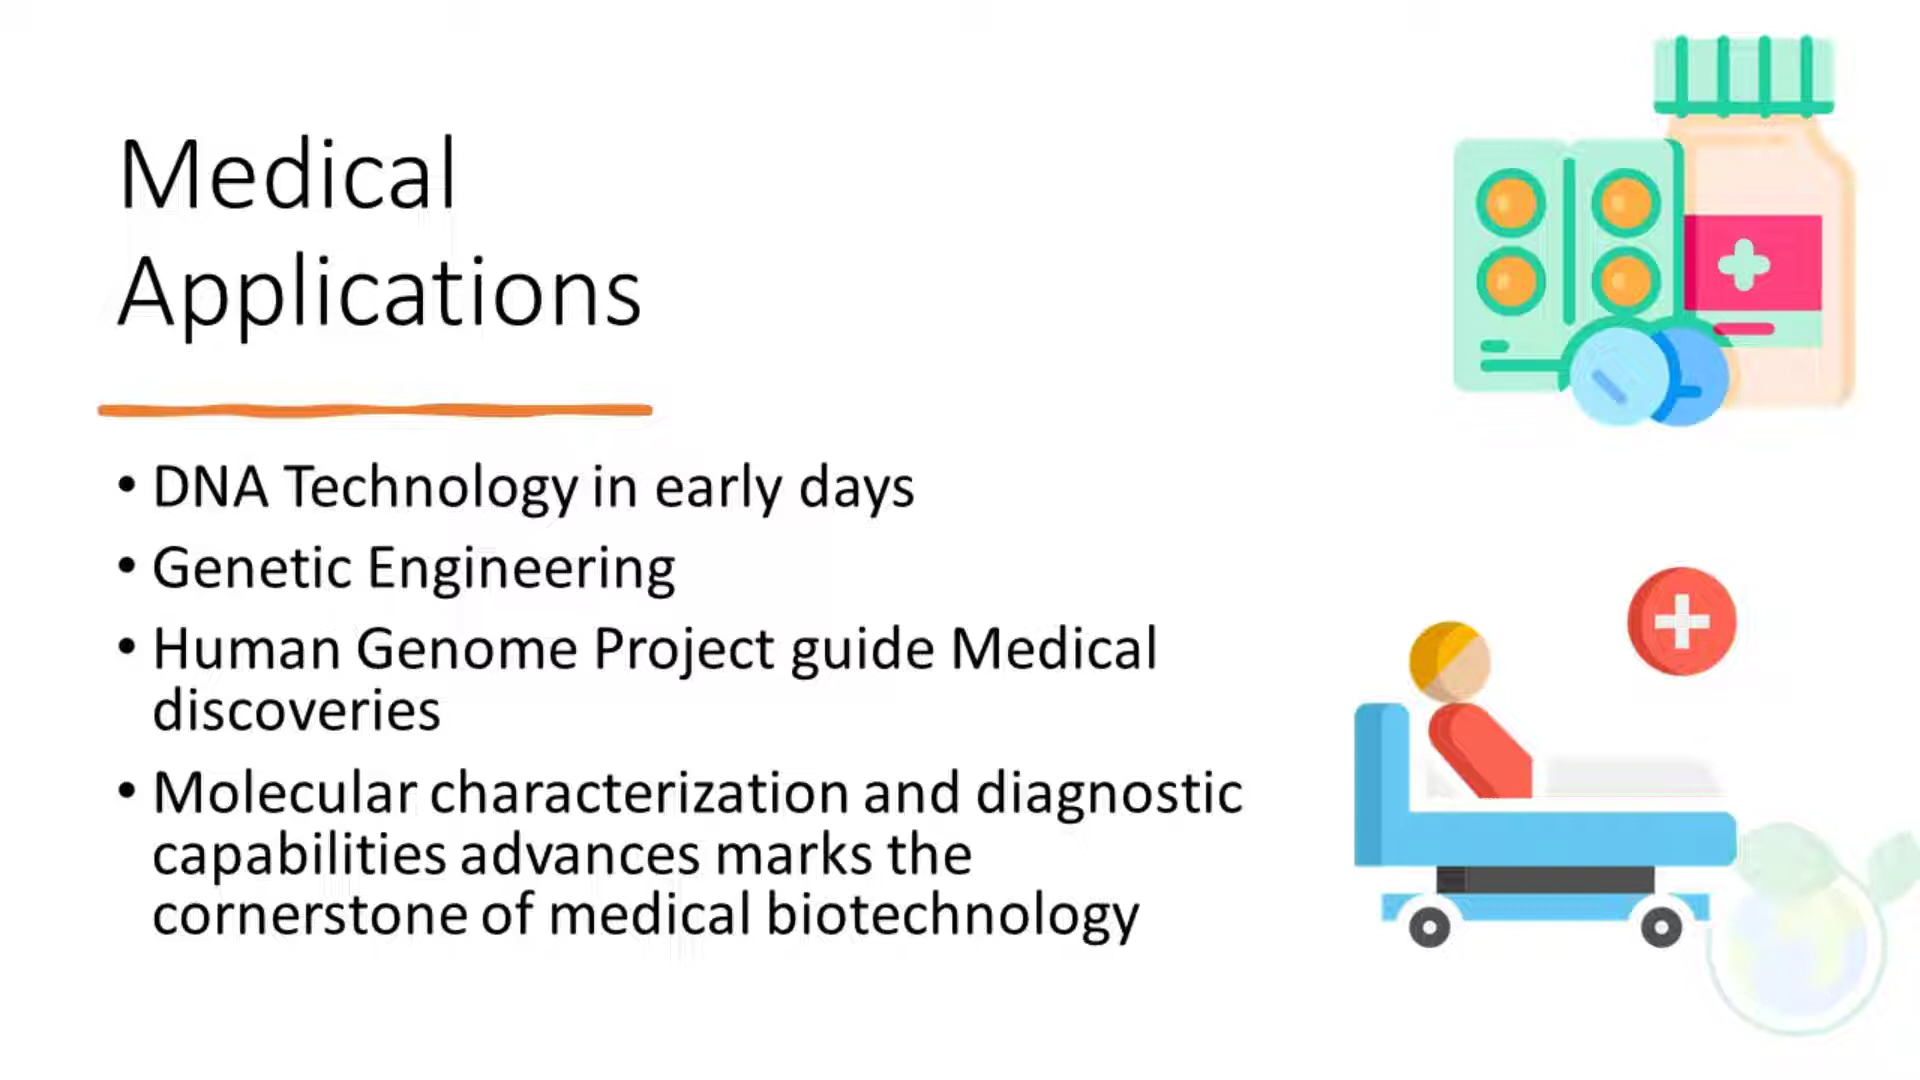 Medical
Applications
• DNA Technology in early days
• Genetic Engineering
• Human Genome Project guide Medical
discoveries
• Molecular characterization and diagnostic
capabilities advances marks the
cornerstone of medical biotechnology